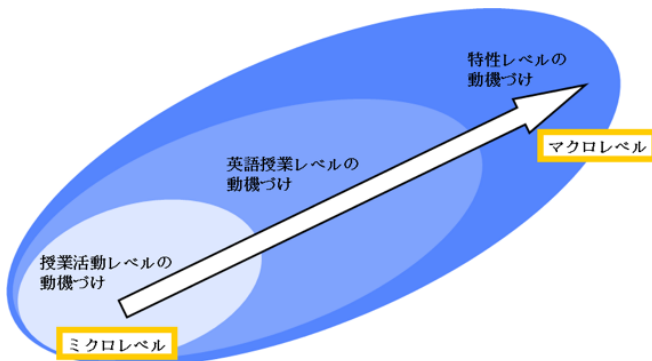 特性レベルの
動機づけ
マクロレベル
英語授業レベルの
動機づけ
授業活動レベルの
動機づけ
ミクロレベル